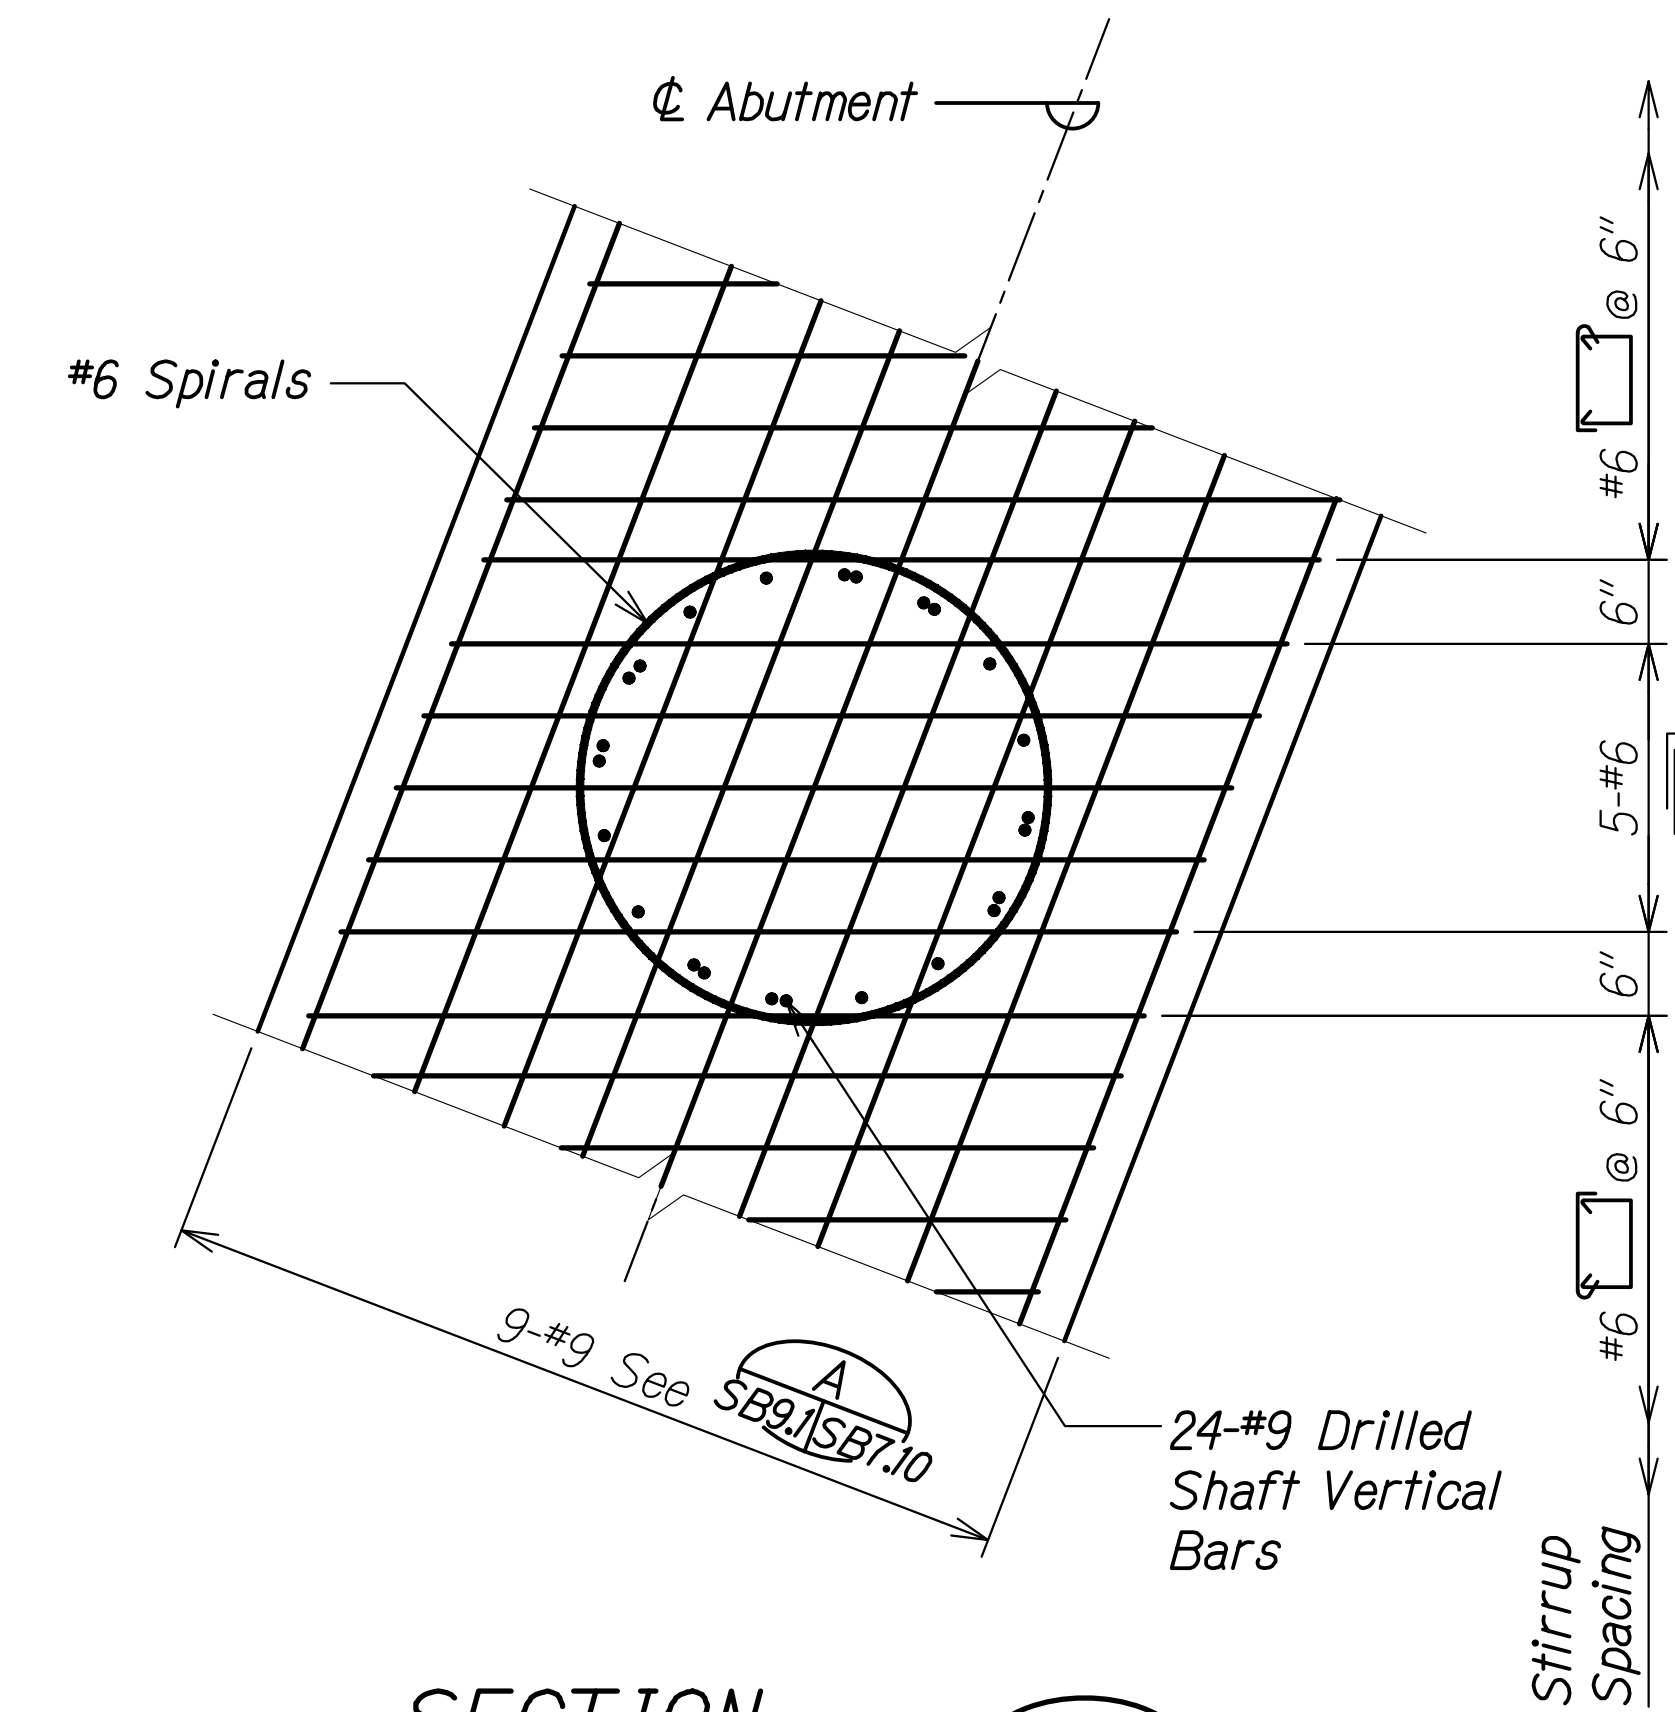 ℄ Abutment
#6 Spirals
#6 @ 6"
6"
5-#6
6"
#6 @ 6"
9-#9 See
A
SB9.1 SB7.10
24-#9 Drilled
Shaft Vertical
Bars
Stirrup
Spacing
SECTION